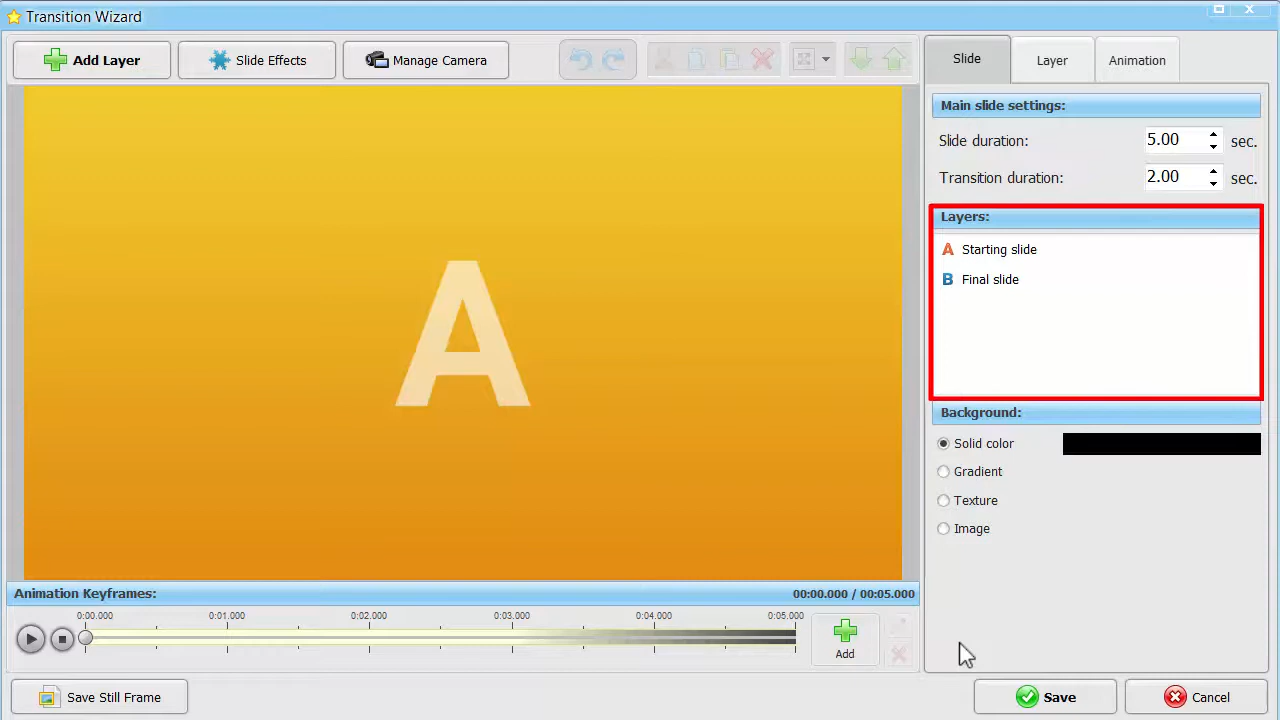 Transition Wizard
Add Layer
Slide Effects
Manage Camera
Slide
Layer
Animation
Main slide settings:
Slide duration:
5.00
sec.
Transition duration:
2.00
sec.
Layers:
A Starting slide
B Final slide
A
Background:
Solid color
Gradient
Texture
Image
Animation Keyframes:
00:00.000 / 00:05.000
0:00.000
0:01.000
0:02.000
0:03.000
0:04.000
0:05.000
Add
Save Still Frame
Save
Cancel